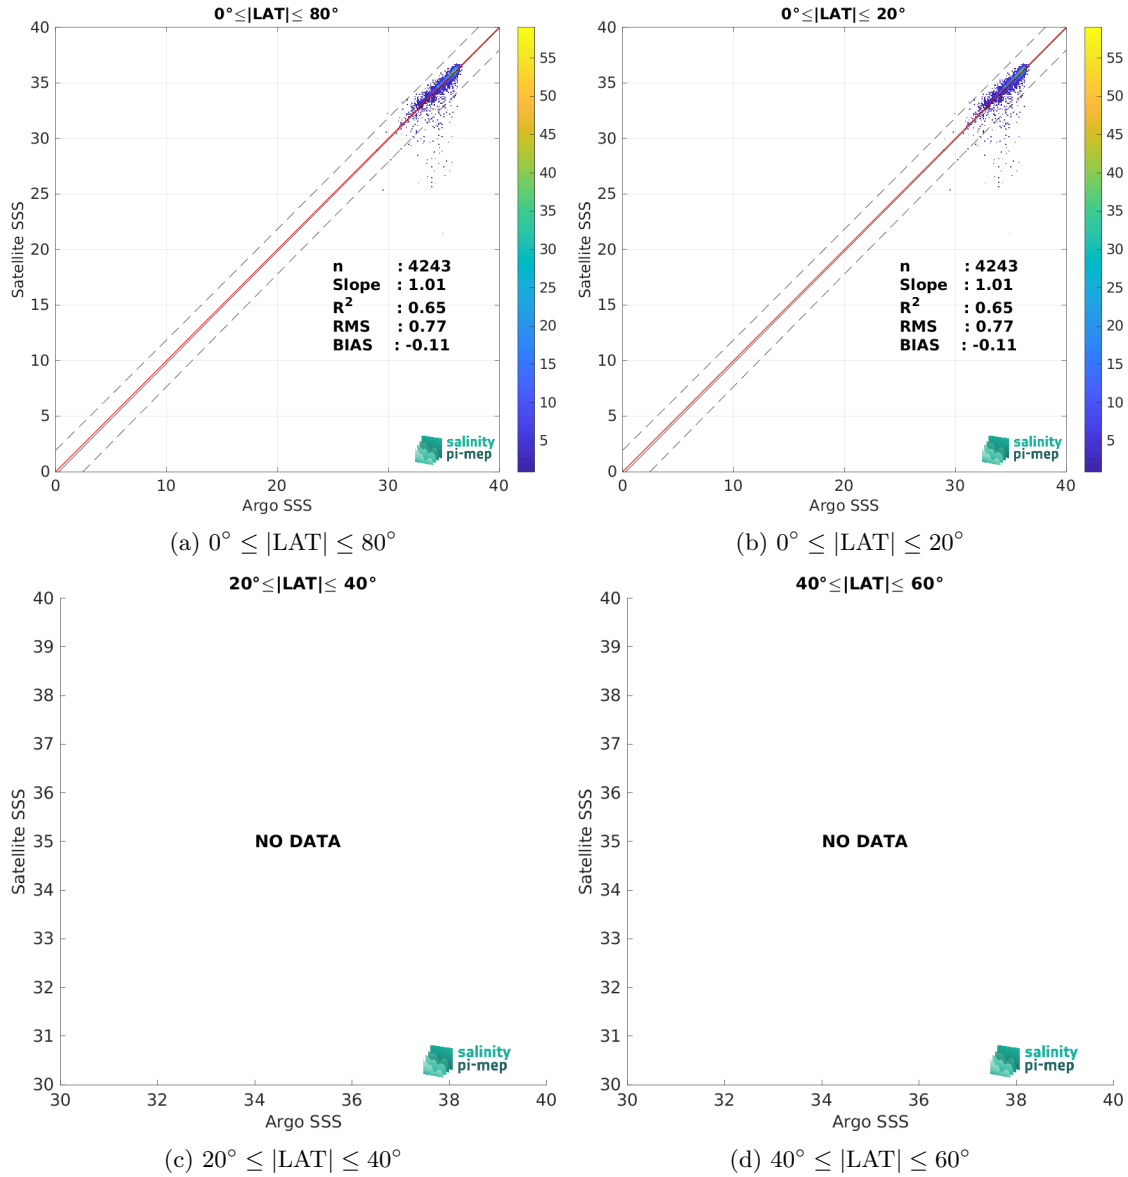 0°≤|LAT|≤ 80°
40
35
30
25
20
15
10
5
0
0
10
20
30
40
Satellite SSS
Argo SSS
n : 4243
Slope : 1.01
R² : 0.65
RMS : 0.77
BIAS : -0.11
salinity
pi-mep
55
50
45
40
35
30
25
20
15
10
5
(a) 0° ≤ |LAT| ≤ 80°
0°≤|LAT|≤ 20°
40
35
30
25
20
15
10
5
0
0
10
20
30
40
Satellite SSS
Argo SSS
n : 4243
Slope : 1.01
R² : 0.65
RMS : 0.77
BIAS : -0.11
salinity
pi-mep
55
50
45
40
35
30
25
20
15
10
5
(b) 0° ≤ |LAT| ≤ 20°
20°≤|LAT|≤ 40°
40
39
38
37
36
35
34
33
32
31
30
30
32
34
36
38
40
Satellite SSS
Argo SSS
NO DATA
salinity
pi-mep
(c) 20° ≤ |LAT| ≤ 40°
40°≤|LAT|≤ 60°
40
39
38
37
36
35
34
33
32
31
30
30
32
34
36
38
40
Satellite SSS
Argo SSS
NO DATA
salinity
pi-mep
(d) 40° ≤ |LAT| ≤ 60°